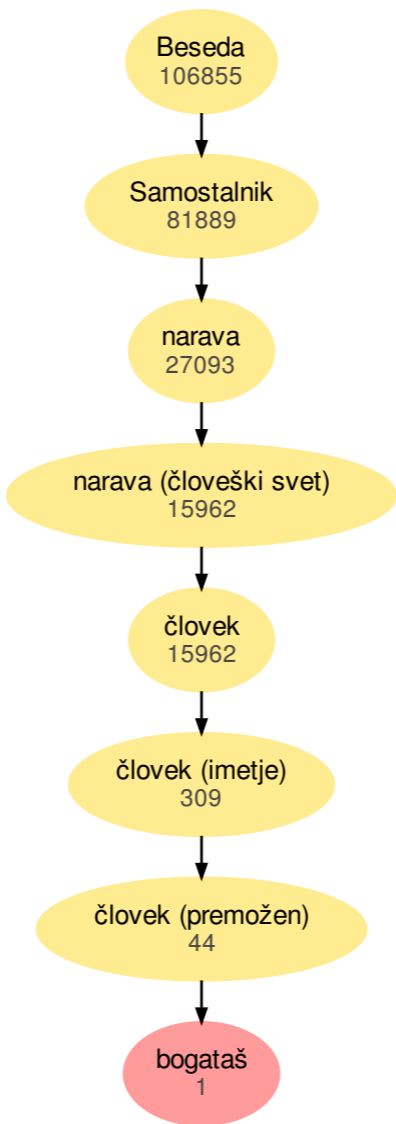 Beseda
106855
Samostalnik
81889
narava
27093
narava (človeški svet)
15962
človek
15962
človek (imetje)
309
človek (premožen)
44
bogataš
1